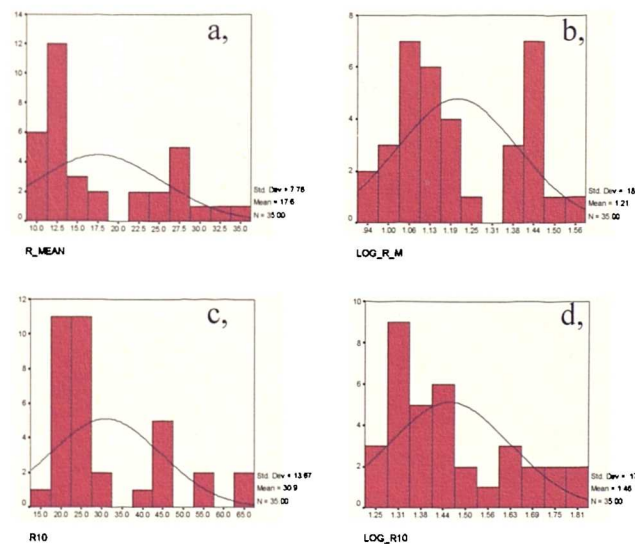 a,
14
12
10
8
6
4
2
0
10.0 12.5 15.0 17.5 20.0 22.5 25.0 27.5 30.0 32.5 35.0
Std. Dev = 7.78
Mean = 17.6
N = 35.00
R_MEAN
b,
8
6
4
2
0
.94 1.00 1.06 1.13 1.19 1.25 1.31 1.38 1.44 1.50 1.56
Std. Dev = .18
Mean = 1.21
N = 35.00
LOG_R_M
c,
12
10
8
6
4
2
0
15.0 20.0 25.0 30.0 35.0 40.0 45.0 50.0 55.0 60.0 65.0
Std. Dev = 13.67
Mean = 30.9
N = 35.00
R10
d,
10
8
6
4
2
0
1.25 1.31 1.38 1.44 1.50 1.56 1.63 1.69 1.75 1.81
Std. Dev = .17
Mean = 1.46
N = 35.00
LOG_R10